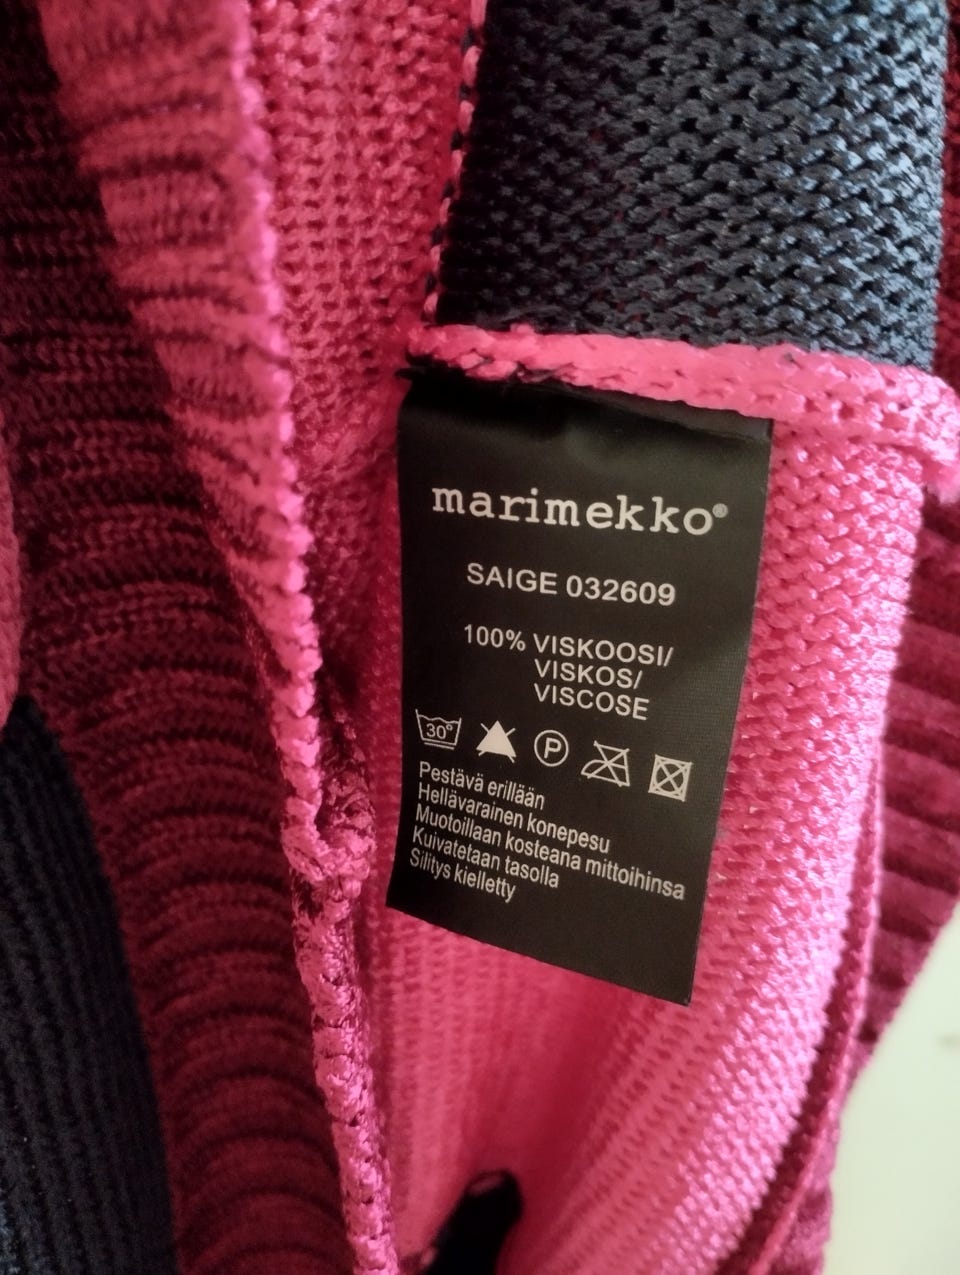 marimekko®
SAIGE 032609
100% VISKOOSI/
VISKOS/
VISCOSE
30°
P
Pestävä erillään
Hellävarainen konepesu
Muotoillaan kosteana mittoihinsa
Kuivatetaan tasolla
Silitys kielletty